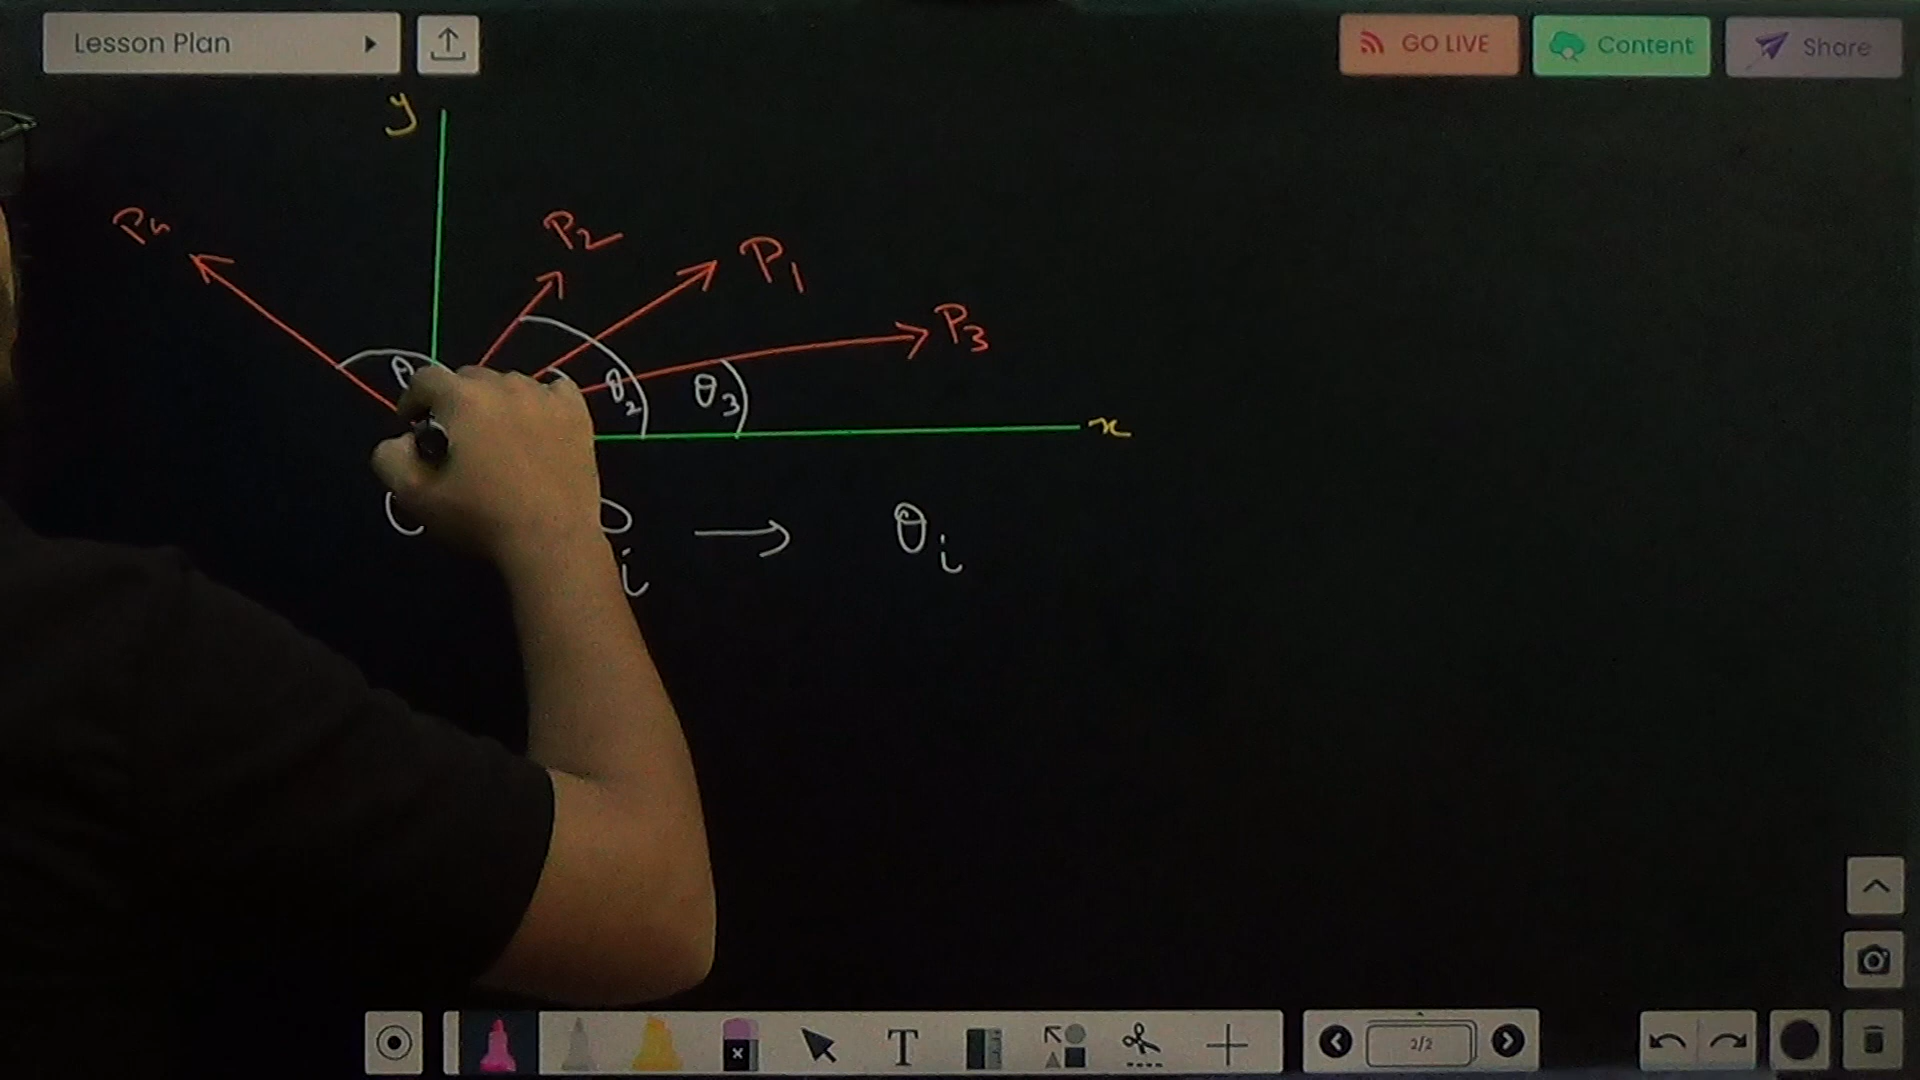 Lesson Plan
GO LIVE
Content
Share
y
Pn
P2
P1
P3
θ
θ2
θ3
x
i → θi
T
2/2